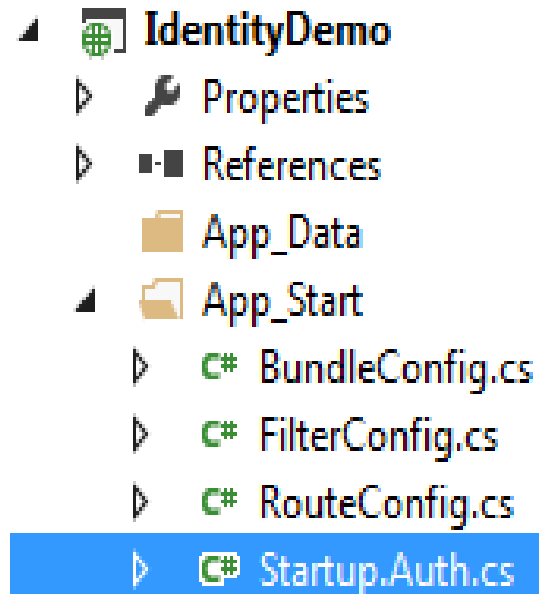 IdentityDemo
Properties
References
App_Data
App_Start
C# BundleConfig.cs
C# FilterConfig.cs
C# RouteConfig.cs
C# Startup.Auth.cs